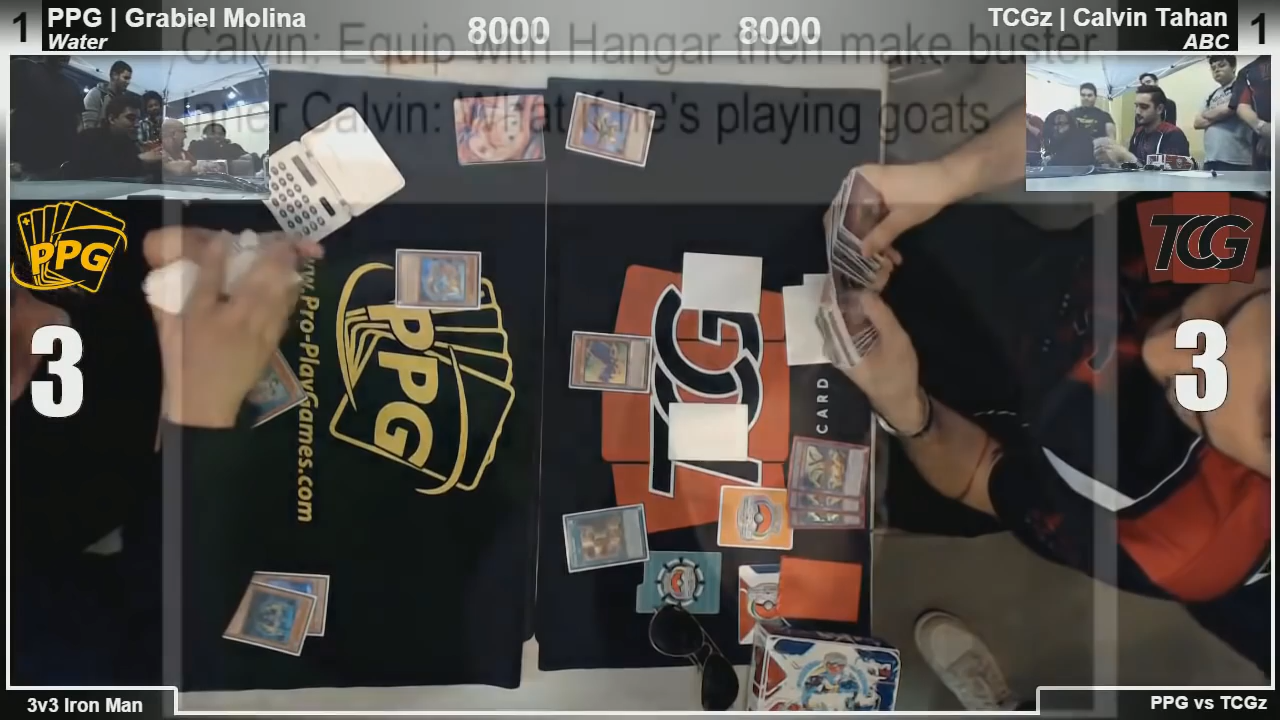 1
PPG | Grabiel Molina
Water
8000
8000
TCGz | Calvin Tahan
ABC
1
Calvin: Equip with Hangar then make buster
Calvin: What if he's playing goats
PPG
3
www.Pro-PlayGames.com
PPG
TCG
CARD
TCG
3
3v3 Iron Man
PPG vs TCGz